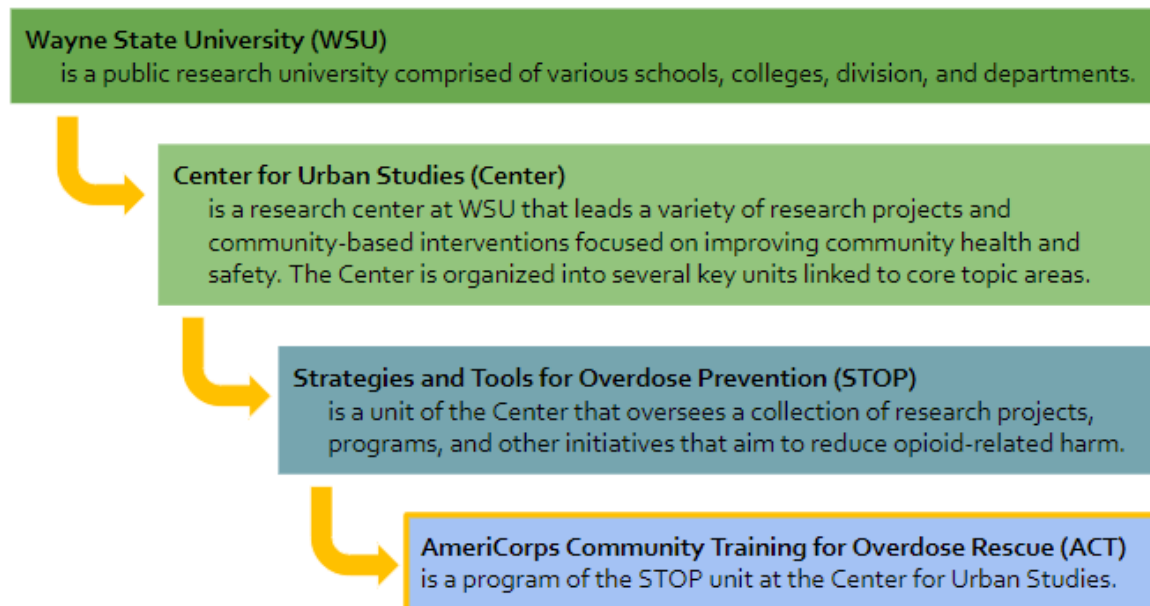 Wayne State University (WSU)
is a public research university comprised of various schools, colleges, division, and departments.
Center for Urban Studies (Center)
is a research center at WSU that leads a variety of research projects and
community-based interventions focused on improving community health and
safety. The Center is organized into several key units linked to core topic areas.
Strategies and Tools for Overdose Prevention (STOP)
is a unit of the Center that oversees a collection of research projects,
programs, and other initiatives that aim to reduce opioid-related harm.
AmeriCorps Community Training for Overdose Rescue (ACT)
is a program of the STOP unit at the Center for Urban Studies.